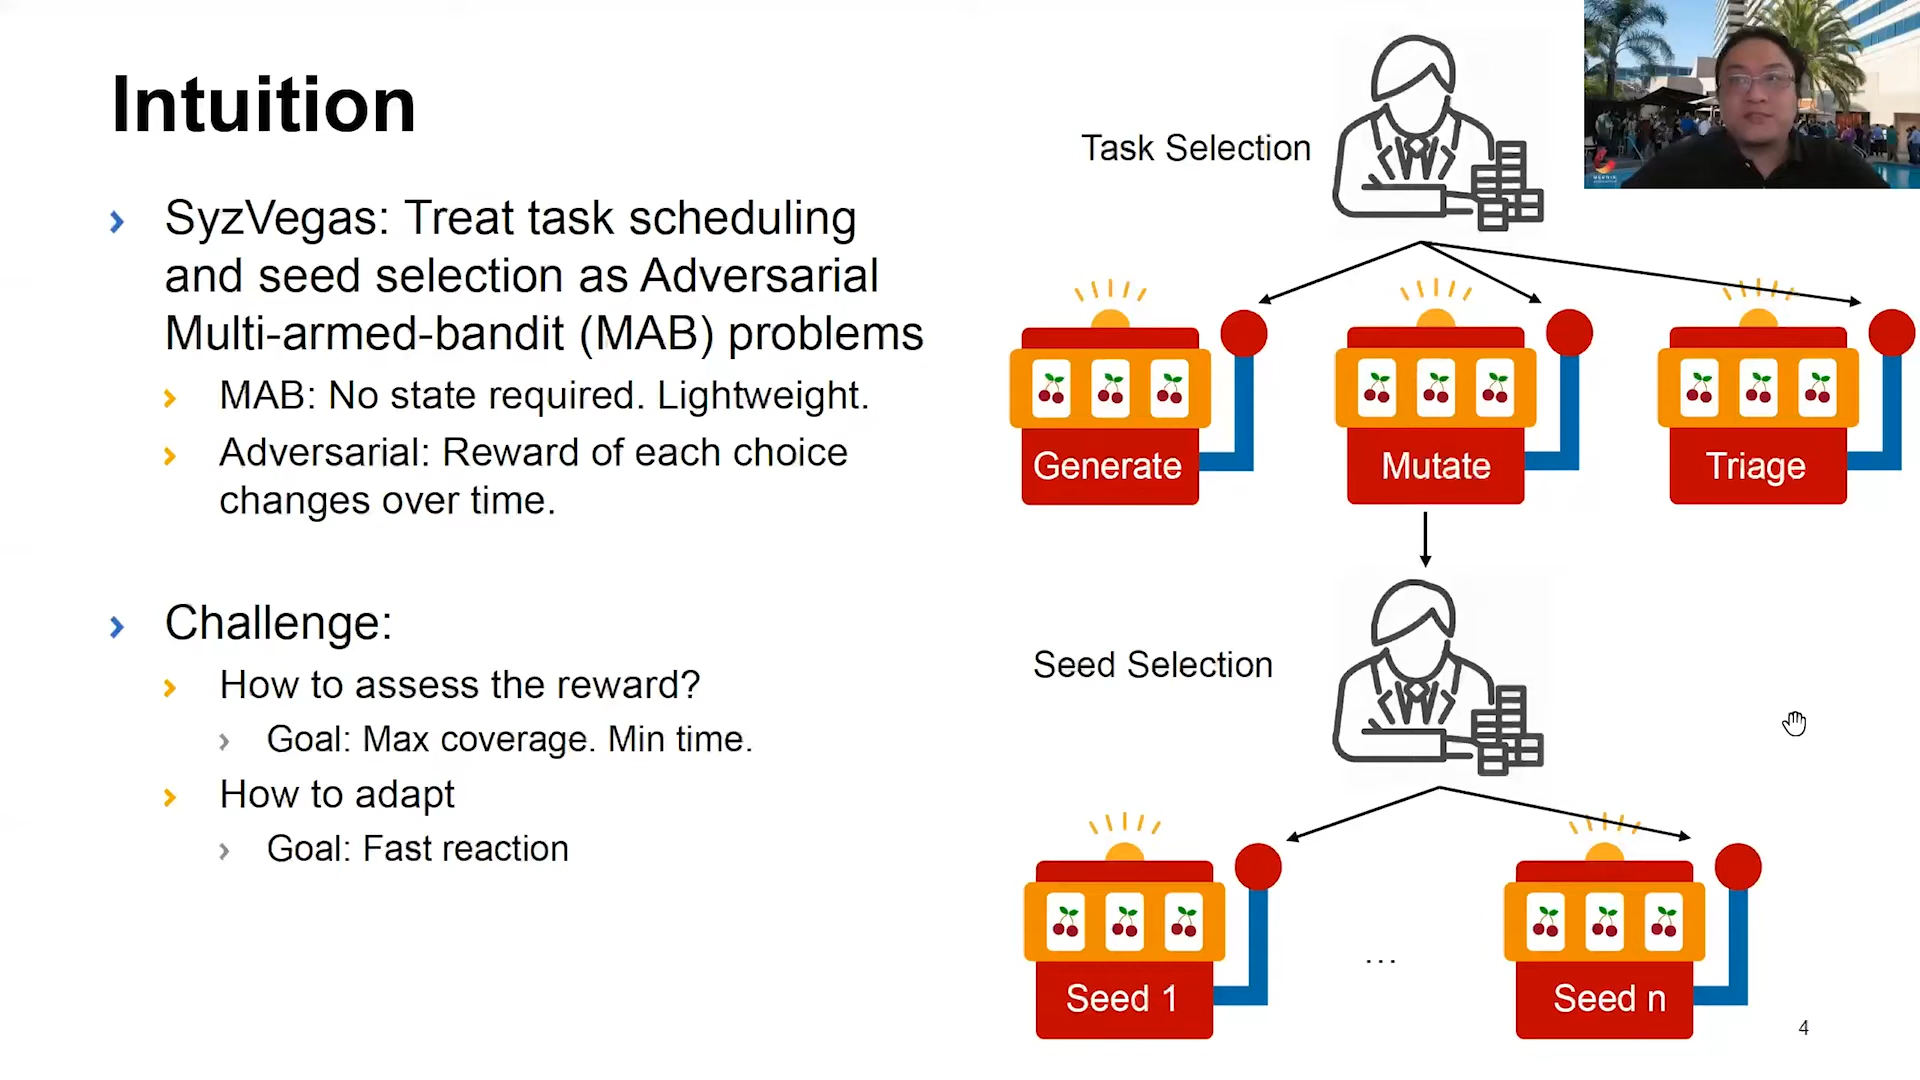 Intuition
SyzVegas: Treat task scheduling
and seed selection as Adversarial
Multi-armed-bandit (MAB) problems
MAB: No state required. Lightweight.
Adversarial: Reward of each choice
changes over time.
Challenge:
How to assess the reward?
Goal: Max coverage. Min time.
How to adapt
Goal: Fast reaction
Task Selection
Generate
Mutate
Triage
Seed Selection
Seed 1
...
Seed n
4